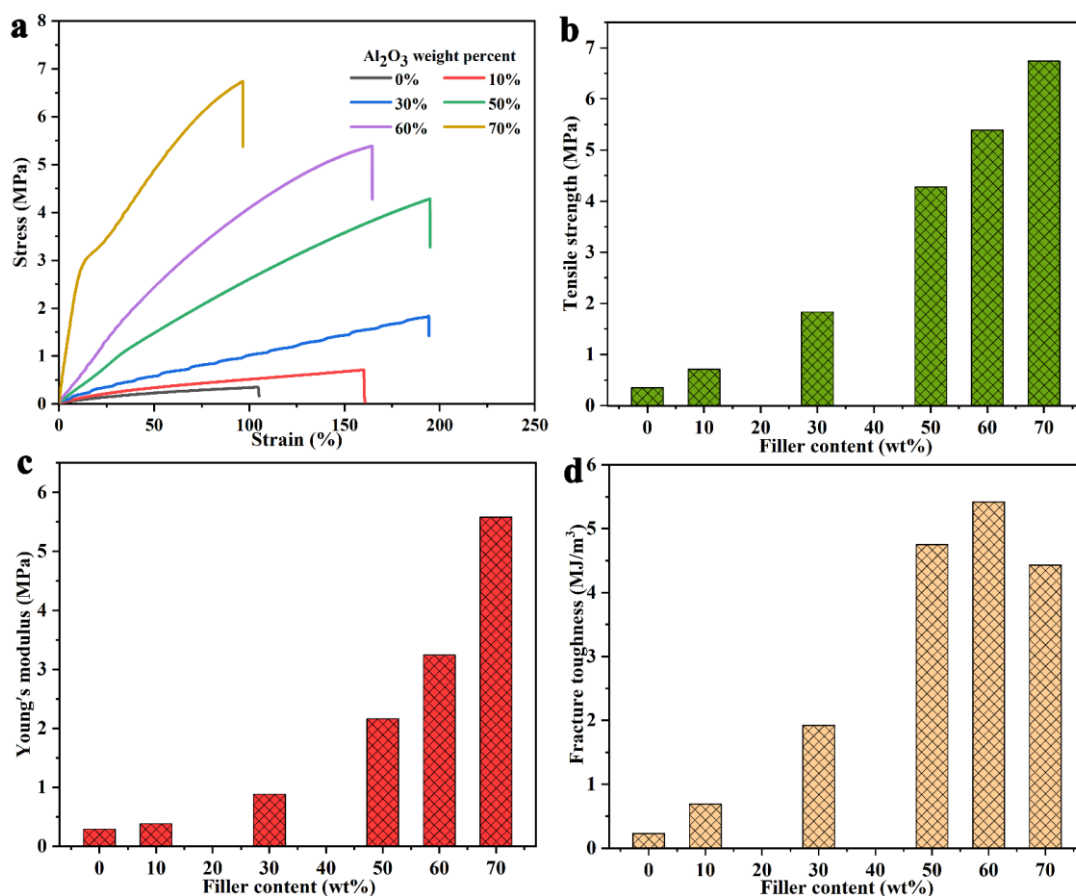 a
8
7
6
5
4
3
2
1
0
Stress (MPa)
Al₂O₃ weight percent
0% 10%
30% 50%
60% 70%
0 50 100 150 200 250
Strain (%)
b
7
6
5
4
3
2
1
0
Tensile strength (MPa)
0 10 20 30 40 50 60 70
Filler content (wt%)
c
6
5
4
3
2
1
0
Young's modulus (MPa)
0 10 20 30 40 50 60 70
Filler content (wt%)
d
6
5
4
3
2
1
0
Fracture toughness (MJ/m³)
0 10 20 30 40 50 60 70
Filler content (wt%)